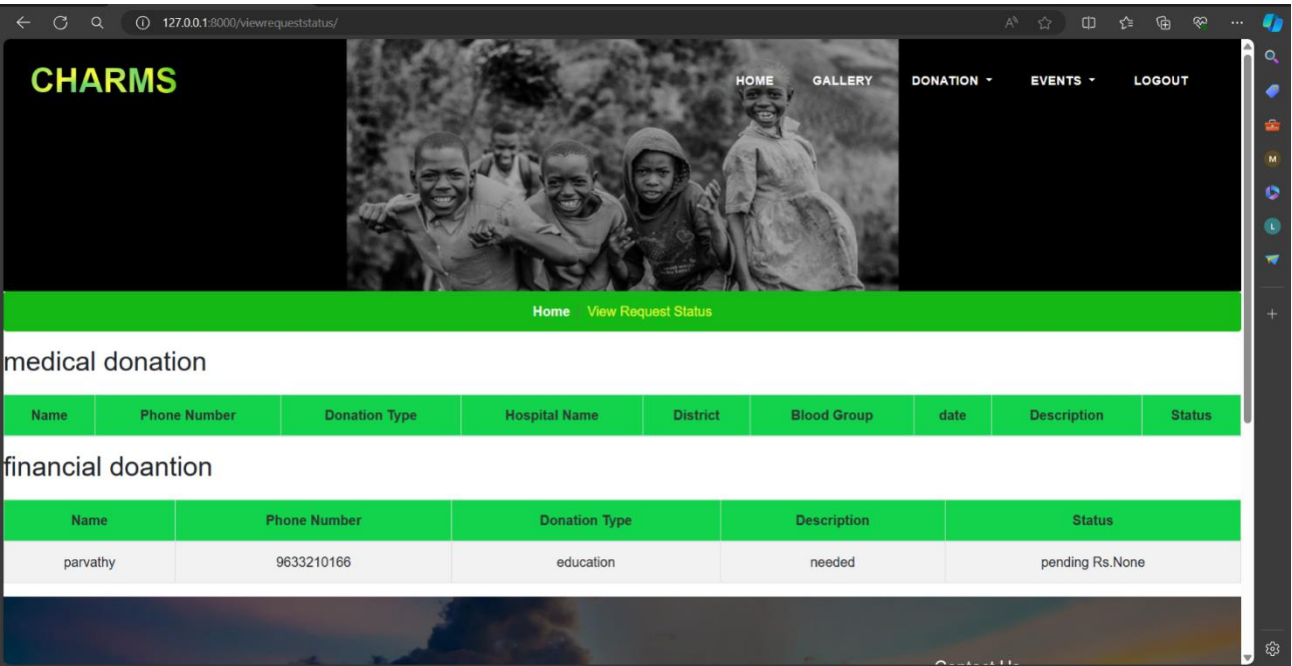 127.0.0.1:8000/viewrequeststatus/
CHARMS
HOME GALLERY DONATION EVENTS LOGOUT
Home View Request Status
medical donation
Name Phone Number Donation Type Hospital Name District Blood Group date Description Status
financial doantion
Name Phone Number Donation Type Description Status
parvathy 9633210166 education needed pending Rs.None
M
L